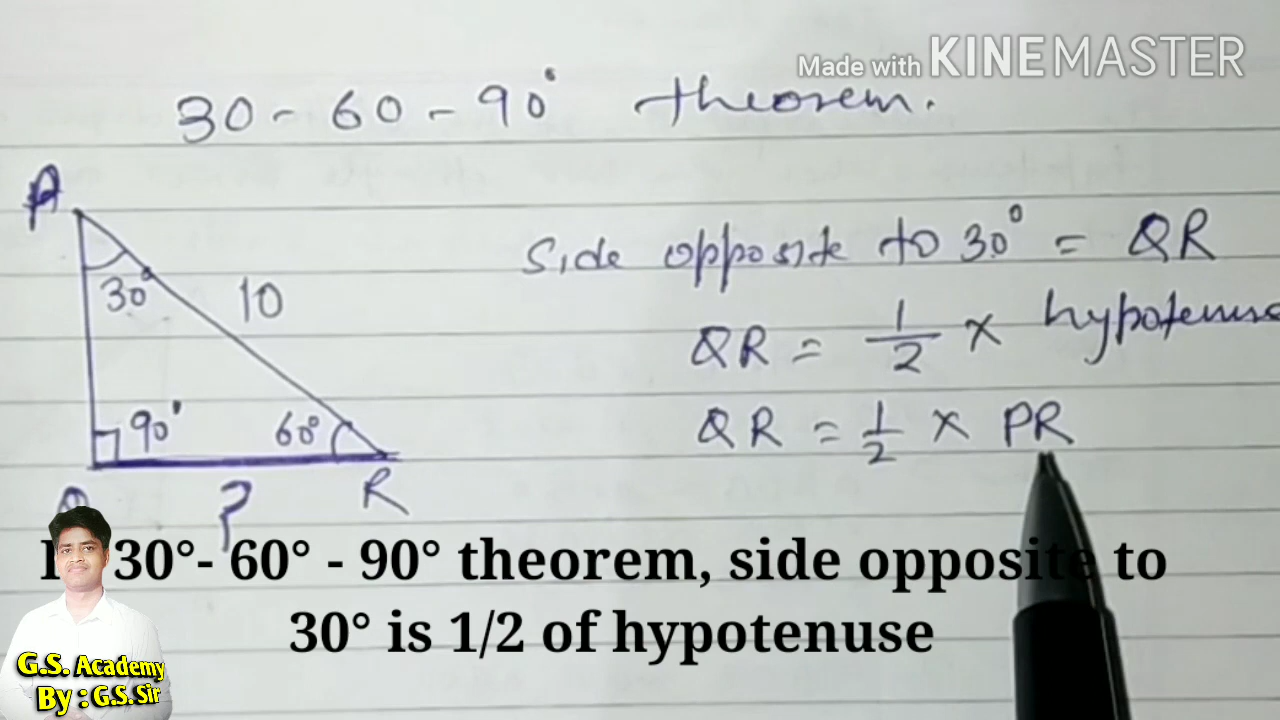 Made with KINEMASTER
30 - 60 - 90° theorem.
30°
10
90°
60°
R
?
Side opposite to 30° = QR
QR = 1/2 × hypotenuse
QR = 1/2 × PR
30°- 60° - 90° theorem, side opposite to
30° is 1/2 of hypotenuse
G.S. Academy
By : G.S. Sir